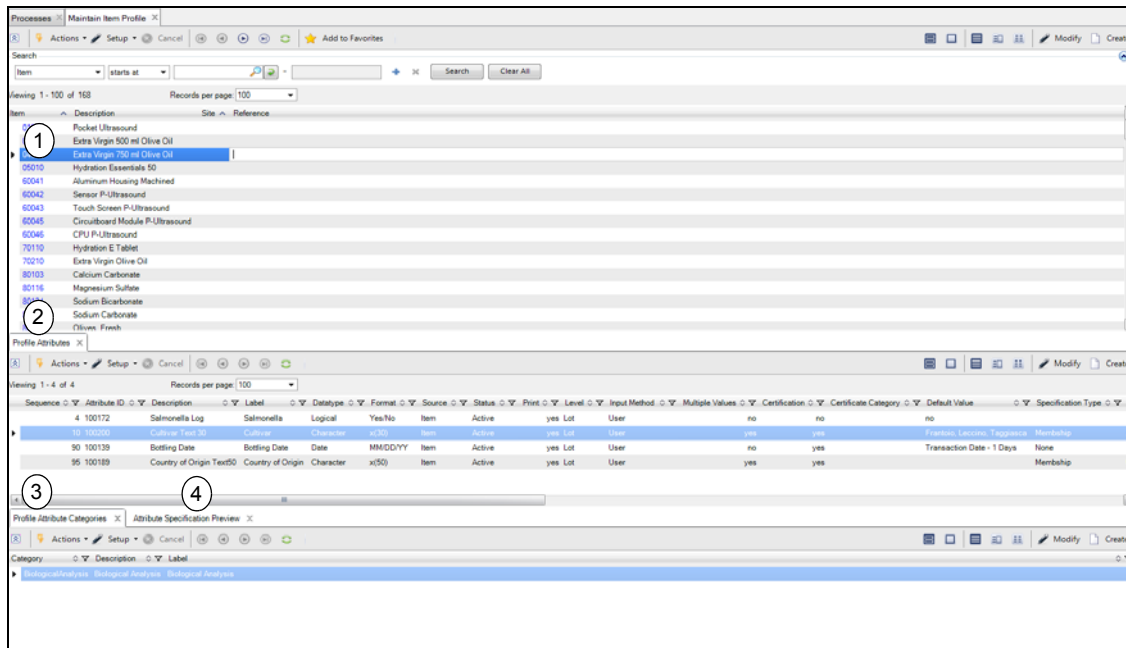 Processes Maintain Item Profile
Actions Setup Cancel Add to Favorites Modify Creat
Search
Item starts at - Search Clear All
Viewing 1 - 100 of 168 Records per page: 100
Item Description Site Reference
Pocket Ultrasound
1 Extra Virgin 500 ml Olive Oil
Extra Virgin 750 ml Olive Oil
05010 Hydration Essentials 50
60041 Aluminum Housing Machined
60042 Sensor P-Ultrasound
60043 Touch Screen P-Ultrasound
60045 Circuitboard Module P-Ultrasound
60046 CPU P-Ultrasound
70110 Hydration E Tablet
70210 Extra Virgin Olive Oil
80103 Calcium Carbonate
80116 Magnesium Sulfate
Sodium Bicarbonate
2 Sodium Carbonate
Olives, Fresh
Profile Attributes
Actions Setup Cancel Modify Creat
Viewing 1 - 4 of 4 Records per page: 100
Sequence Attribute ID Description Label Datatype Format Source Status Print Level Input Method Multiple Values Certification Certificate Category Default Value Specification Type
4 100172 Salmonella Log Salmonella Logical Yes/No Item Active yes Lot User no no no
10 100200 Cultivar Text 30 Cultivar Character x(30) Item Active yes Lot User yes yes Frantoio, Leccino, Taggiasca Membship
90 100139 Bottling Date Bottling Date Date MM/DD/YY Item Active yes Lot User no yes Transaction Date - 1 Days None
95 100189 Country of Origin Text50 Country of Origin Character x(50) Item Active yes Lot User yes yes Membship
3 4
Profile Attribute Categories Attribute Specification Preview
Actions Setup Cancel Modify Creat
Category Description Label
BiologicalAnalysis Biological Analysis Biological Analysis